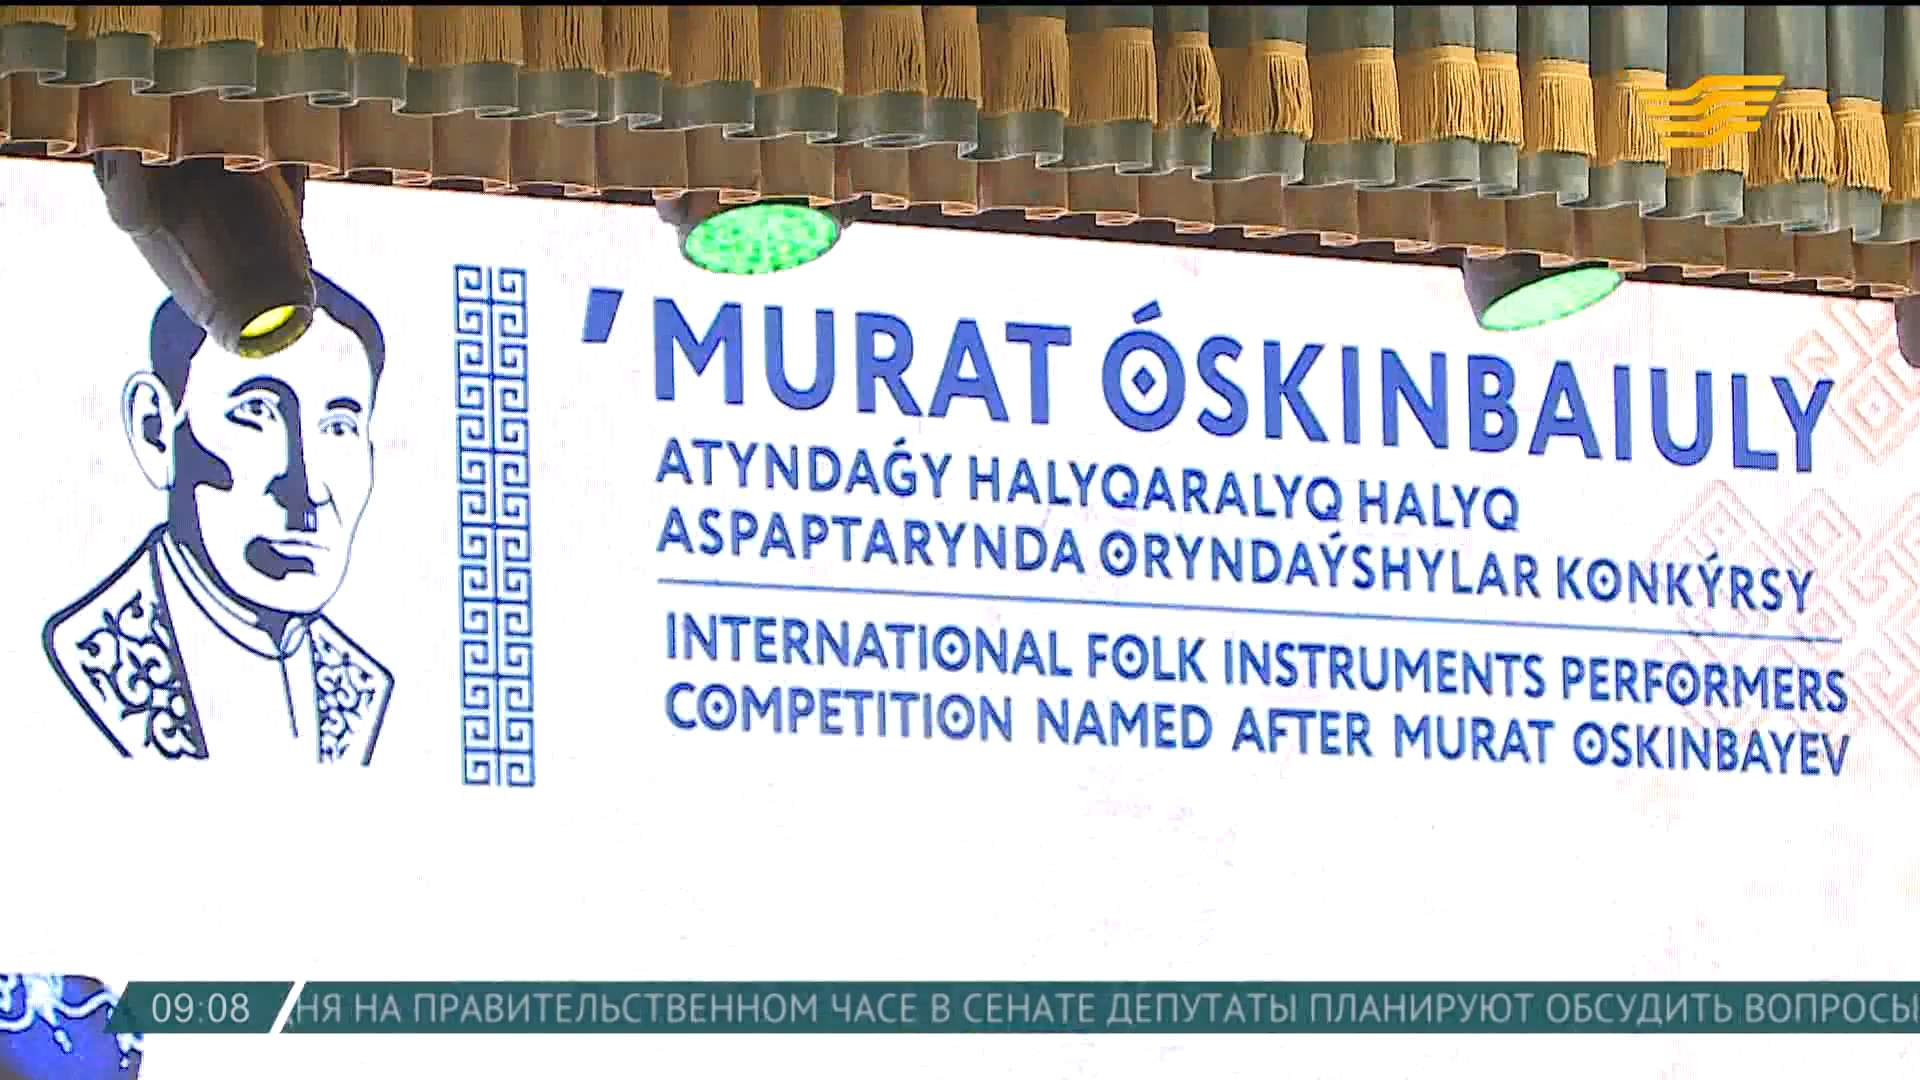 'MURAT ÓSKINBAIULY
ATYNDAǴY HALYQARALYQ HALYQ
ASPAPTARYNDA ORYNDAÝSHYLAR KONKÝRSY
INTERNATIONAL FOLK INSTRUMENTS PERFORMERS
COMPETITION NAMED AFTER MURAT OSKINBAYEV
09:08 НЯ НА ПРАВИТЕЛЬСТВЕННОМ ЧАСЕ В СЕНАТЕ ДЕПУТАТЫ ПЛАНИРУЮТ ОБСУДИТЬ ВОПРОСЫ